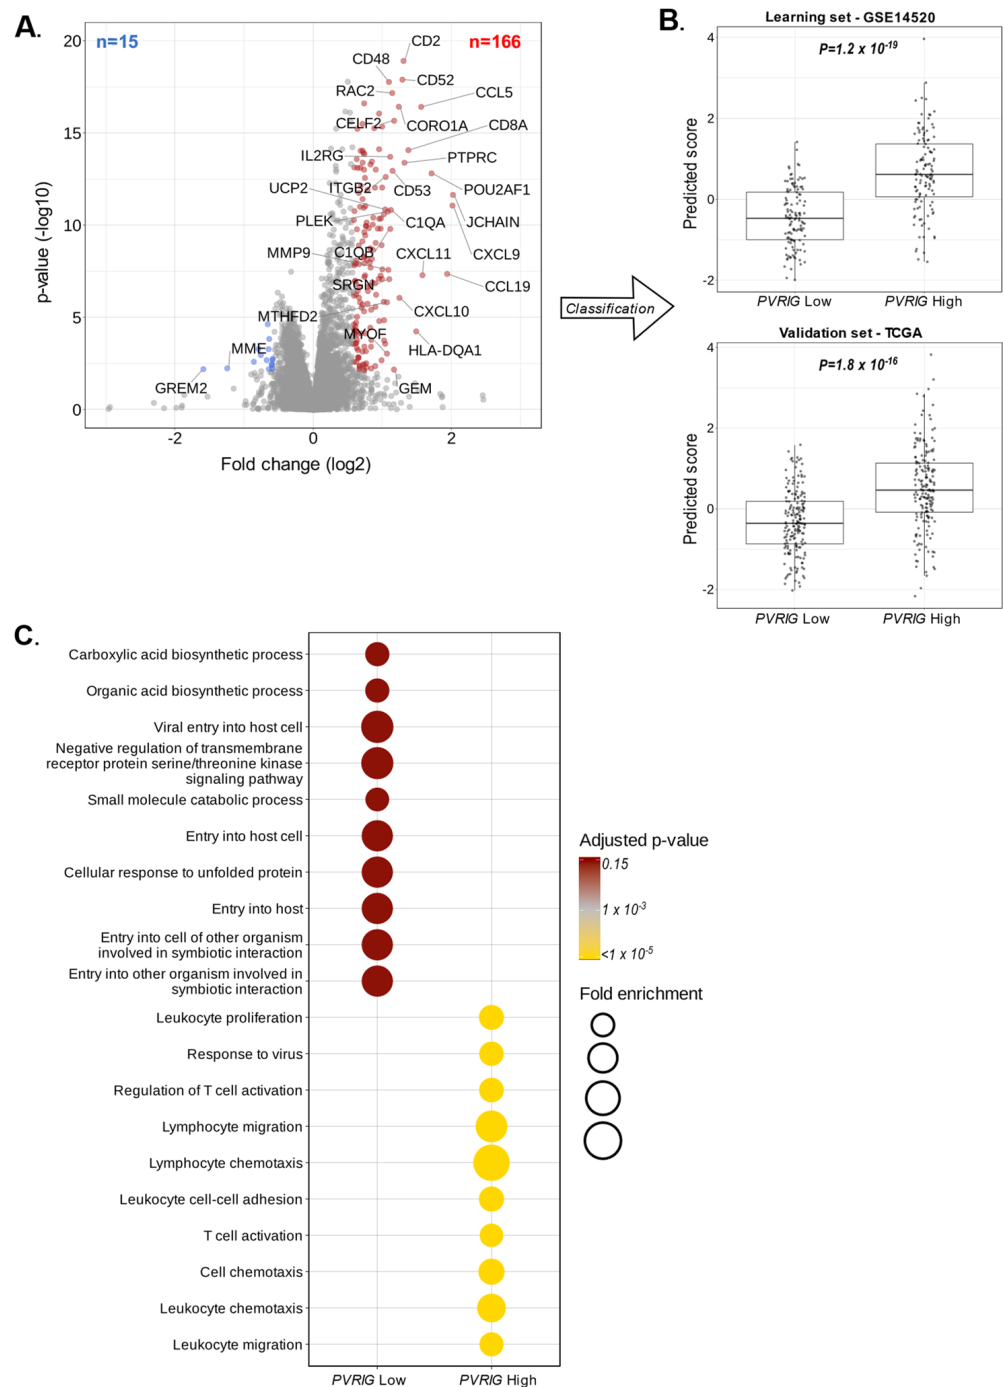 A.
n=15
n=166
CD2
CD48
CD52
RAC2
CCL5
CELF2
CORO1A
CD8A
IL2RG
PTPRC
UCP2
ITGB2
CD53
POU2AF1
PLEK
C1QA
JCHAIN
MMP9
C1QB
CXCL11
CXCL9
SRGN
CCL19
MTHFD2
CXCL10
MYOF
MME
HLA-DQA1
GREM2
GEM
20
15
10
5
0
-2
0
2
p-value (-log10)
Fold change (log2)
Classification
B.
Learning set - GSE14520
P=1.2 x 10-19
4
2
0
-2
Predicted score
PVRIG Low
PVRIG High
Validation set - TCGA
P=1.8 x 10-16
4
2
0
-2
Predicted score
PVRIG Low
PVRIG High
C.
Carboxylic acid biosynthetic process
Organic acid biosynthetic process
Viral entry into host cell
Negative regulation of transmembrane
receptor protein serine/threonine kinase
signaling pathway
Small molecule catabolic process
Entry into host cell
Cellular response to unfolded protein
Entry into host
Entry into cell of other organism
involved in symbiotic interaction
Entry into other organism involved in
symbiotic interaction
Leukocyte proliferation
Response to virus
Regulation of T cell activation
Lymphocyte migration
Lymphocyte chemotaxis
Leukocyte cell-cell adhesion
T cell activation
Cell chemotaxis
Leukocyte chemotaxis
Leukocyte migration
PVRIG Low
PVRIG High
Adjusted p-value
0.15
1 x 10-3
<1 x 10-5
Fold enrichment